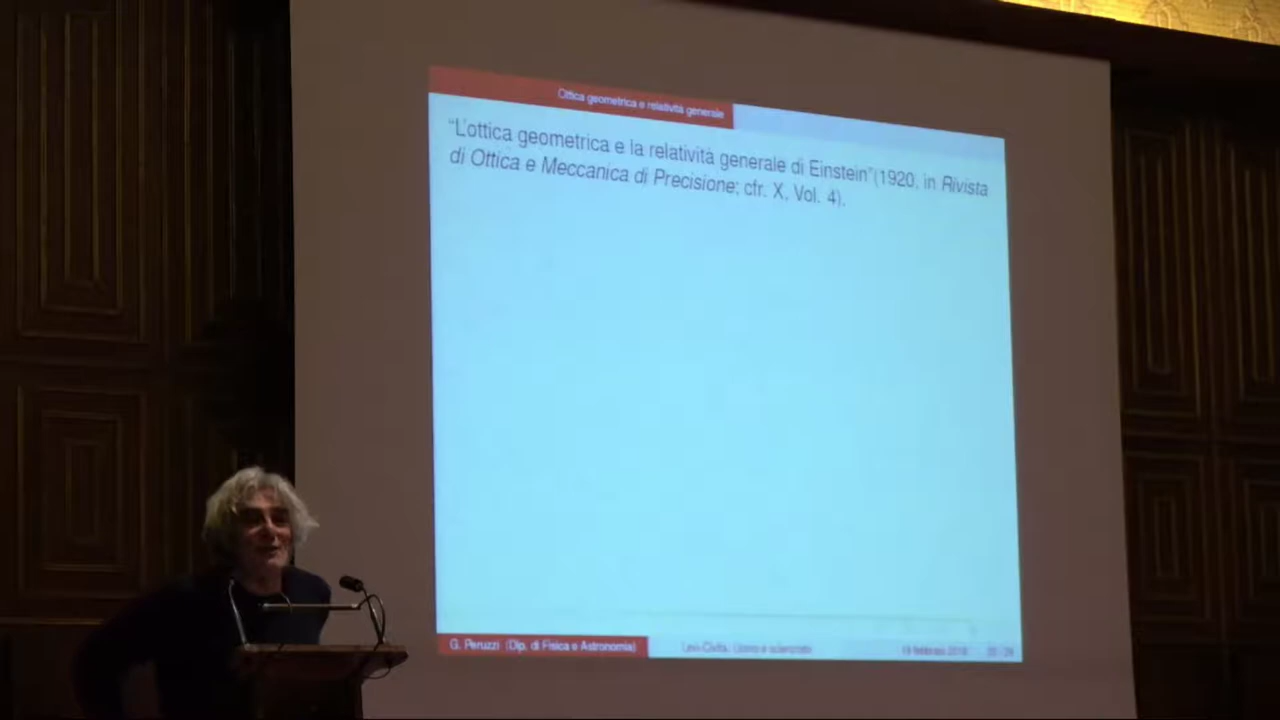 Ottica geometrica e relatività generale
"L'ottica geometrica e la relatività generale di Einstein"(1920, in Rivista
di Ottica e Meccanica di Precisione; cfr. X, Vol. 4).
G. Peruzzi (Dip. di Fisica e Astronomia)
Levi-Civita: Uomo e scienziato
febbraio